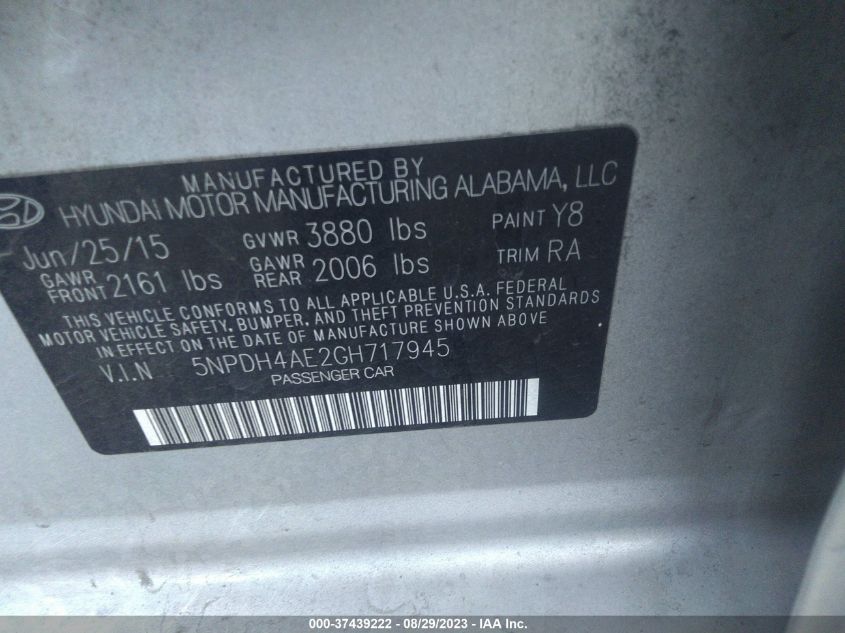 MANUFACTURED BY
HYUNDAI MOTOR MANUFACTURING ALABAMA, LLC
Jun/25/15 GVWR 3880 lbs PAINT Y8
GAWR FRONT 2161 lbs GAWR REAR 2006 lbs TRIM RA
THIS VEHICLE CONFORMS TO ALL APPLICABLE U.S.A. FEDERAL
MOTOR VEHICLE SAFETY, BUMPER, AND THEFT PREVENTION STANDARDS
IN EFFECT ON THE DATE OF MANUFACTURE SHOWN ABOVE
V.I.N 5NPDH4AE2GH717945
PASSENGER CAR
000-37439222 - 08/29/2023 - IAA Inc.